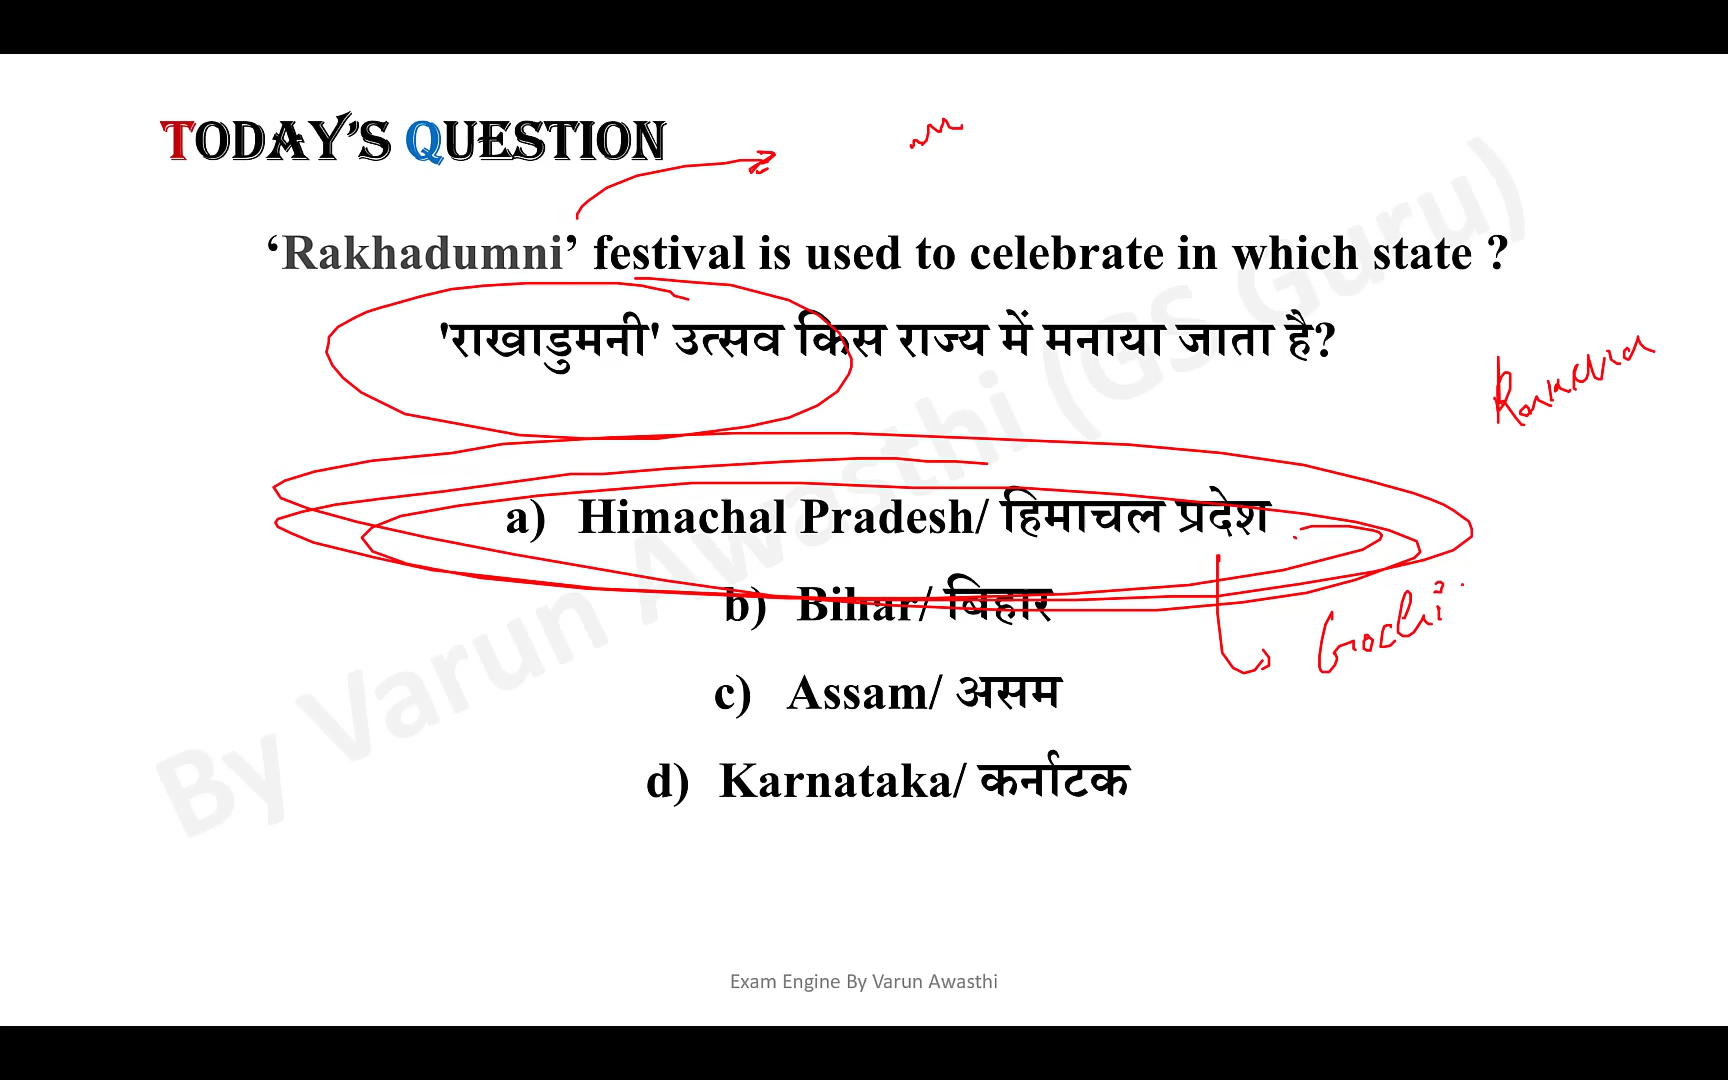 TODAY'S QUESTION
‘Rakhadumni’ festival is used to celebrate in which state ?
'राखाडुमनी' उत्सव किस राज्य में मनाया जाता है?
a) Himachal Pradesh/ हिमाचल प्रदेश
b) Bihar/ बिहार
Gochi
c) Assam/ असम
d) Karnataka/ कर्नाटक
By Varun Awasthi (GS Guru)
Exam Engine By Varun Awasthi